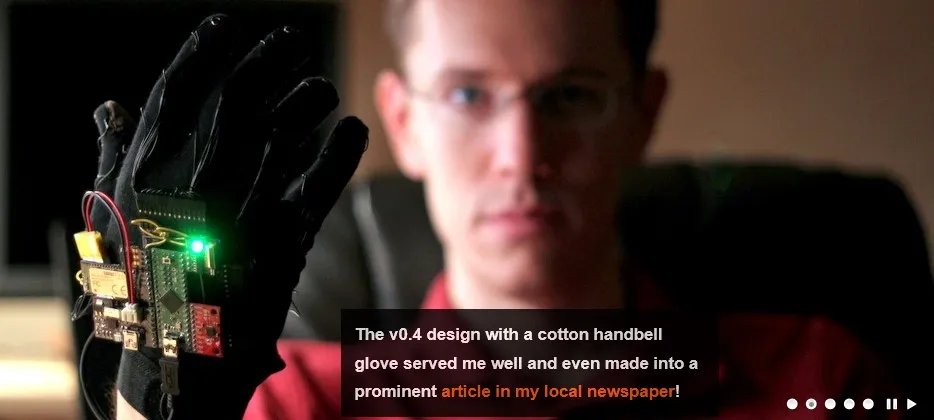 The v0.4 design with a cotton handbell
glove served me well and even made into a
prominent article in my local newspaper!